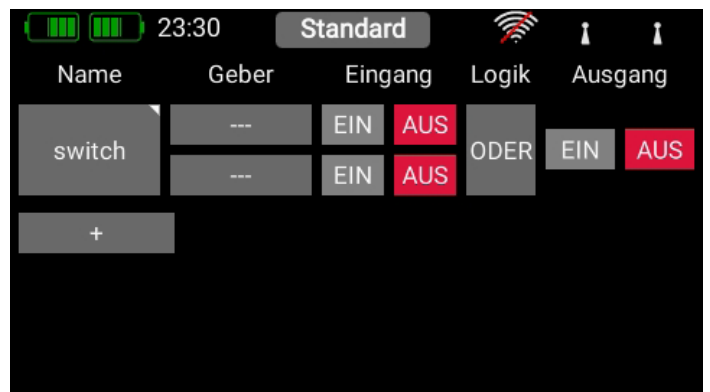 23:30 Standard
Name Geber Eingang Logik Ausgang
switch --- EIN AUS ODER EIN AUS
--- EIN AUS
+